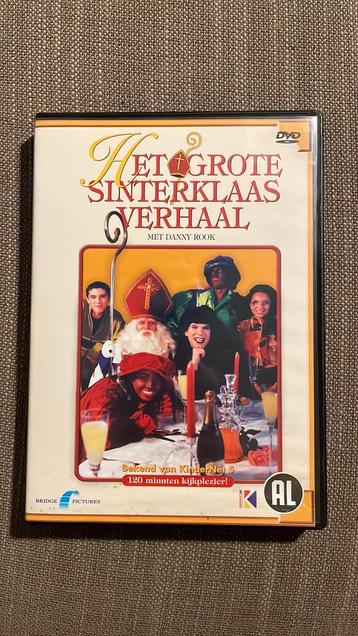 DVD
HET GROTE
SINTERKLAAS
VERHAAL
MET DANNY ROOK
Bekend van KinderNet 5
120 minuten kijkplezier!
BRIDGE PICTURES
K
AL